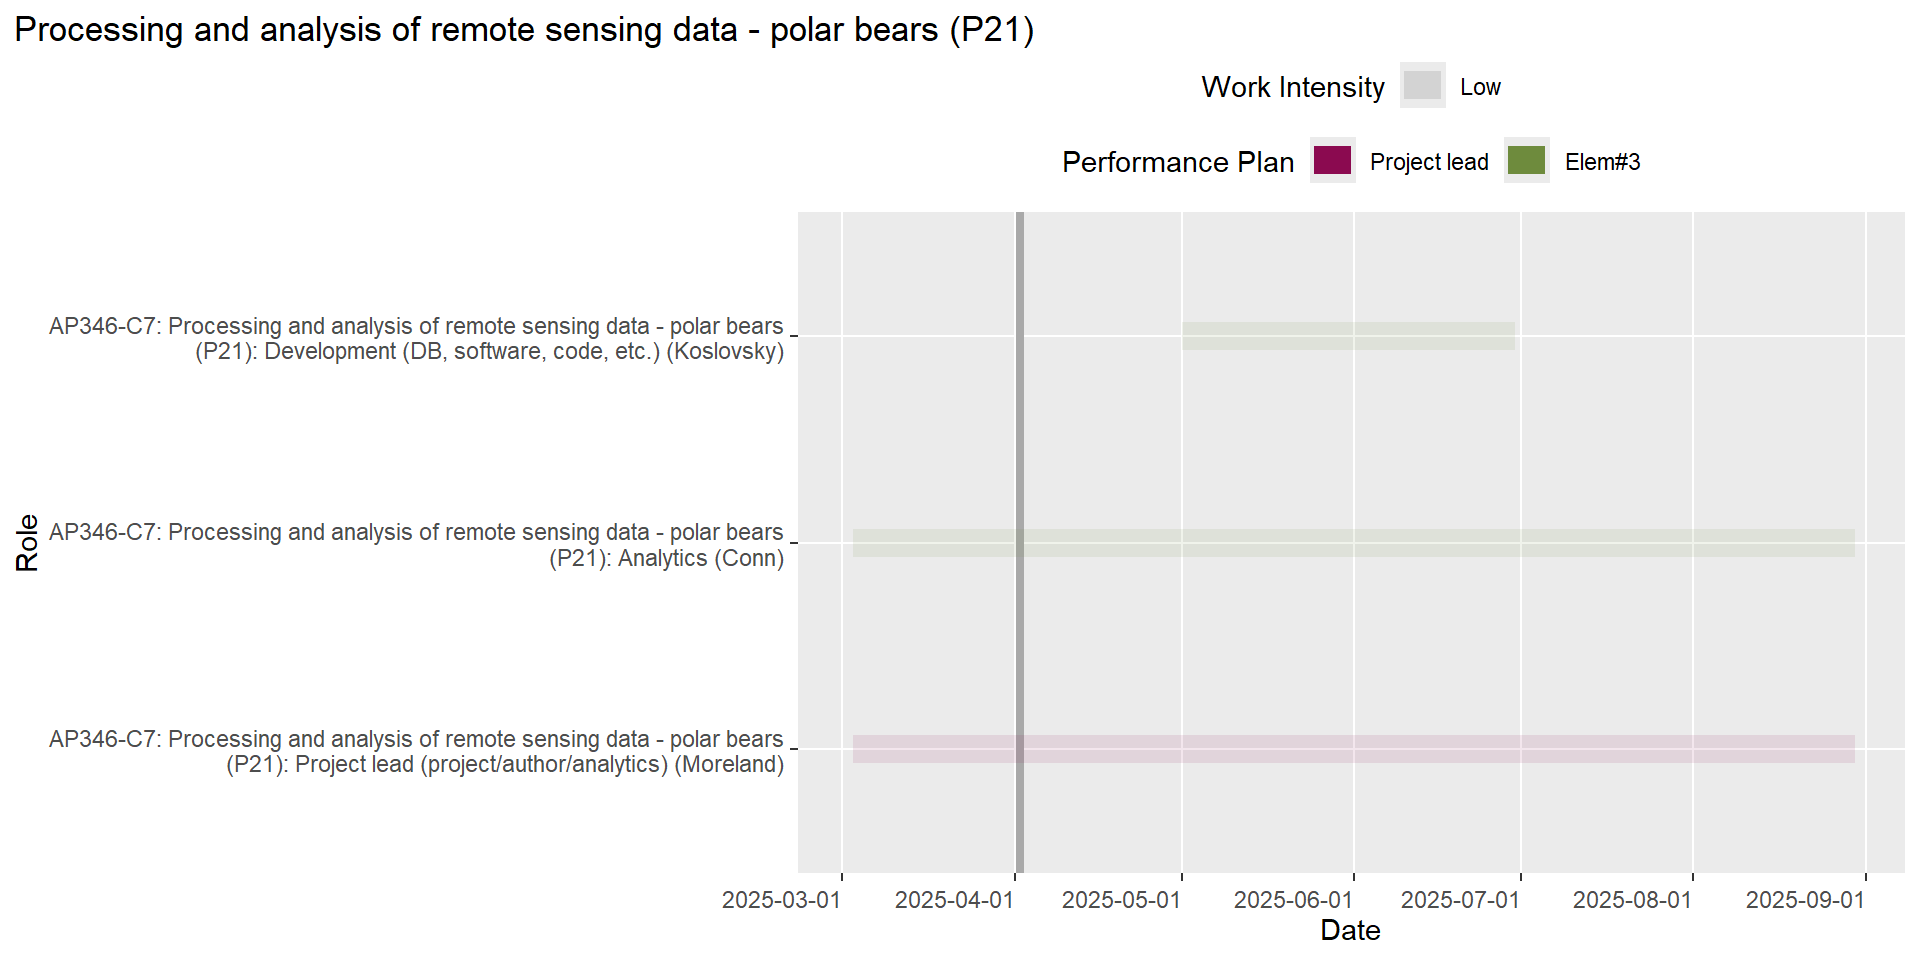 Processing and analysis of remote sensing data - polar bears (P21)
Work Intensity Low
Performance Plan Project lead Elem#3
AP346-C7: Processing and analysis of remote sensing data - polar bears
(P21): Development (DB, software, code, etc.) (Koslovsky)
AP346-C7: Processing and analysis of remote sensing data - polar bears
(P21): Analytics (Conn)
AP346-C7: Processing and analysis of remote sensing data - polar bears
(P21): Project lead (project/author/analytics) (Moreland)
Role
2025-03-01 2025-04-01 2025-05-01 2025-06-01 2025-07-01 2025-08-01 2025-09-01
Date